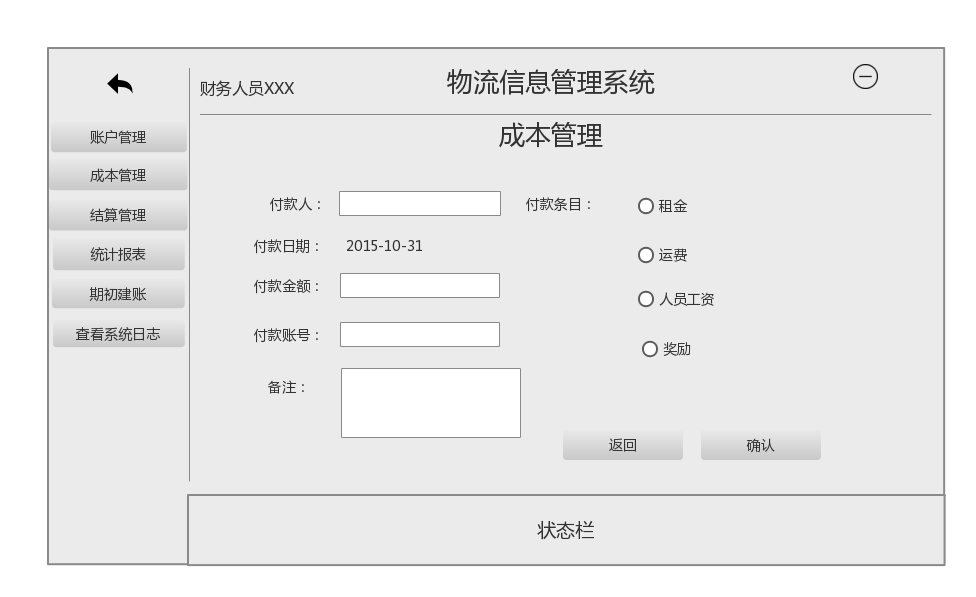 财务人员XXX
物流信息管理系统
成本管理
账户管理
成本管理
结算管理
统计报表
期初建账
查看系统日志
付款人：
付款条目：
租金
付款日期：
2015-10-31
运费
付款金额：
人员工资
付款账号：
奖励
备注：
返回
确认
状态栏